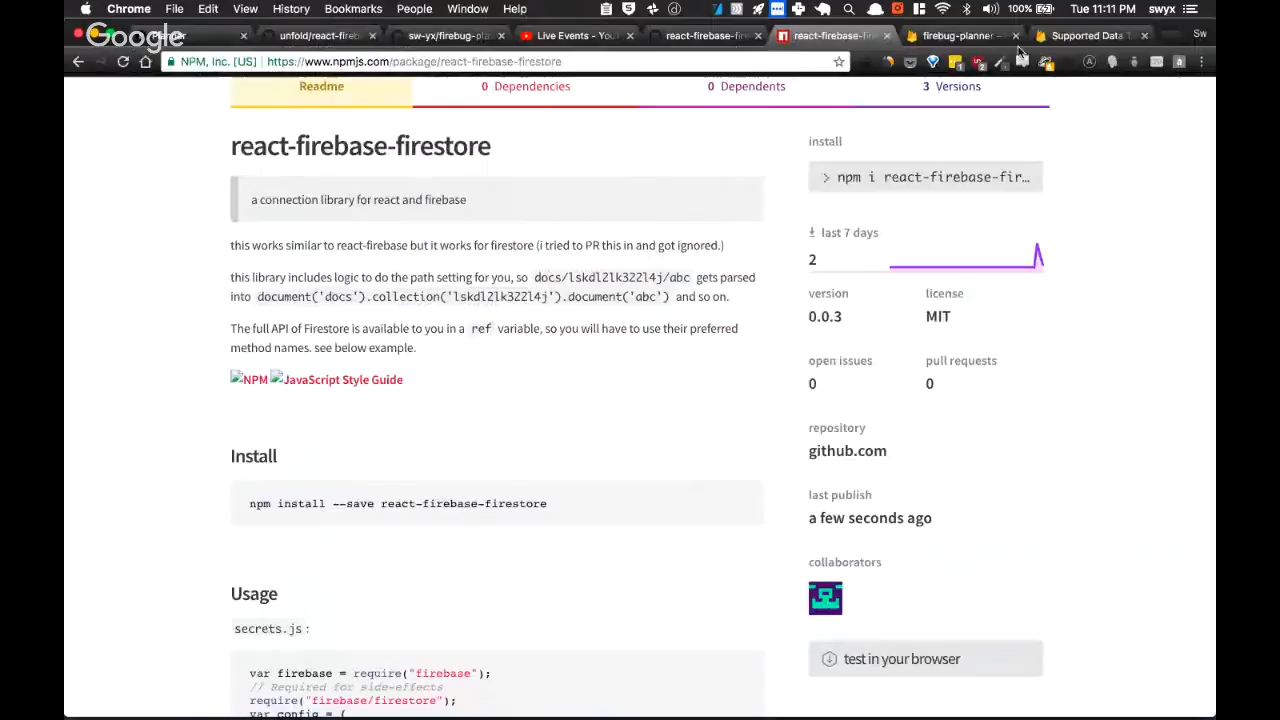 Chrome File Edit View History Bookmarks People Window Help 100% Tue 11:11 PM swyx
Google
unfold/react-fireb
sw-yx/firebug-pla
Live Events - YouT
react-firebase-fires
react-firebase-fires
firebug-planner –
Supported Data T
Sw
NPM, Inc. [US] https://www.npmjs.com/package/react-firebase-firestore
Readme
0 Dependencies
0 Dependents
3 Versions
react-firebase-firestore
a connection library for react and firebase
this works similar to react-firebase but it works for firestore (i tried to PR this in and got ignored.)
this library includes logic to do the path setting for you, so docs/lskdl2lk322l4j/abc gets parsed
into document('docs').collection('lskdl2lk322l4j').document('abc') and so on.
The full API of Firestore is available to you in a ref variable, so you will have to use their preferred
method names. see below example.
NPM JavaScript Style Guide
Install
npm install --save react-firebase-firestore
Usage
secrets.js:
var firebase = require("firebase");
// Required for side-effects
require("firebase/firestore");
var config = {
install
> npm i react-firebase-fir…
last 7 days
2
version
0.0.3
license
MIT
open issues
0
pull requests
0
repository
github.com
last publish
a few seconds ago
collaborators
test in your browser